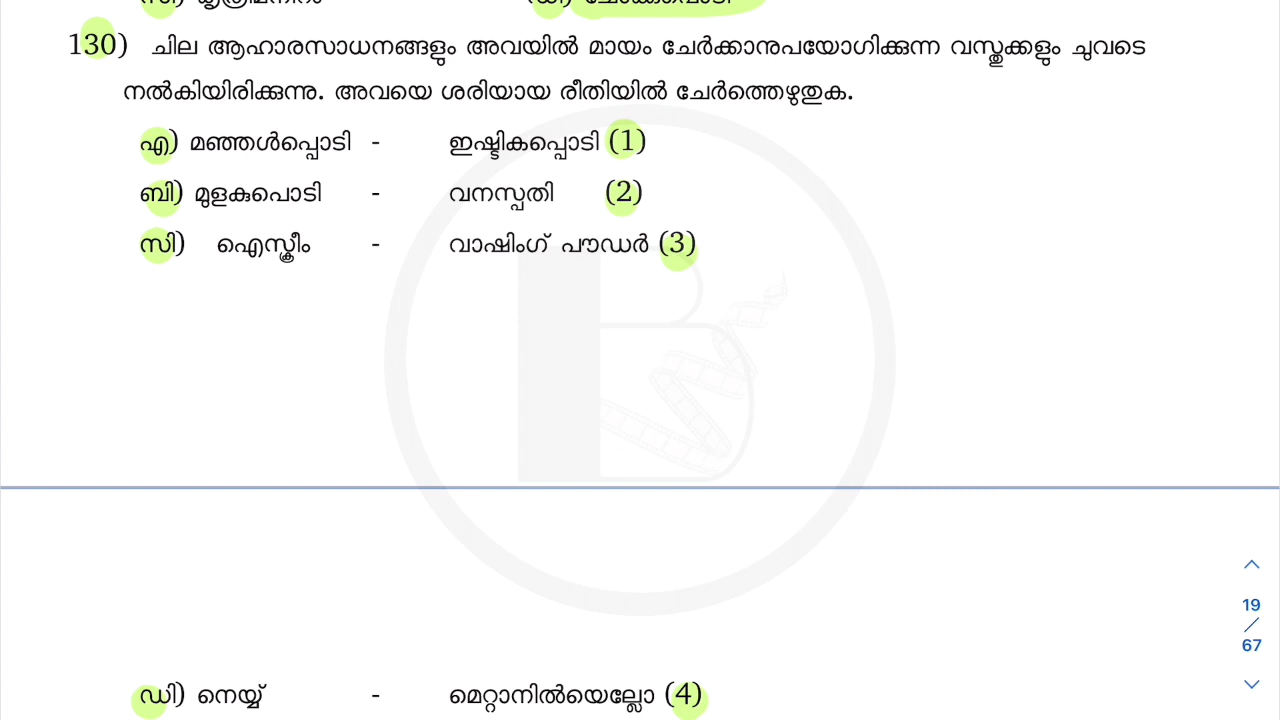 130) ചില ആഹാരസാധനങ്ങളും അവയിൽ മായം ചേർക്കാനുപയോഗിക്കുന്ന വസ്തുക്കളും ചുവടെ
നൽകിയിരിക്കുന്നു. അവയെ ശരിയായ രീതിയിൽ ചേർത്തെഴുതുക.
എ) മഞ്ഞൾപ്പൊടി - ഇഷ്ടികപ്പൊടി (1)
ബി) മുളകുപൊടി - വനസ്പതി (2)
സി) ഐസ്ക്രീം - വാഷിംഗ് പൗഡർ (3)
19
/
67
ഡി) നെയ്യ് - മെറ്റാനിൽയെല്ലോ (4)